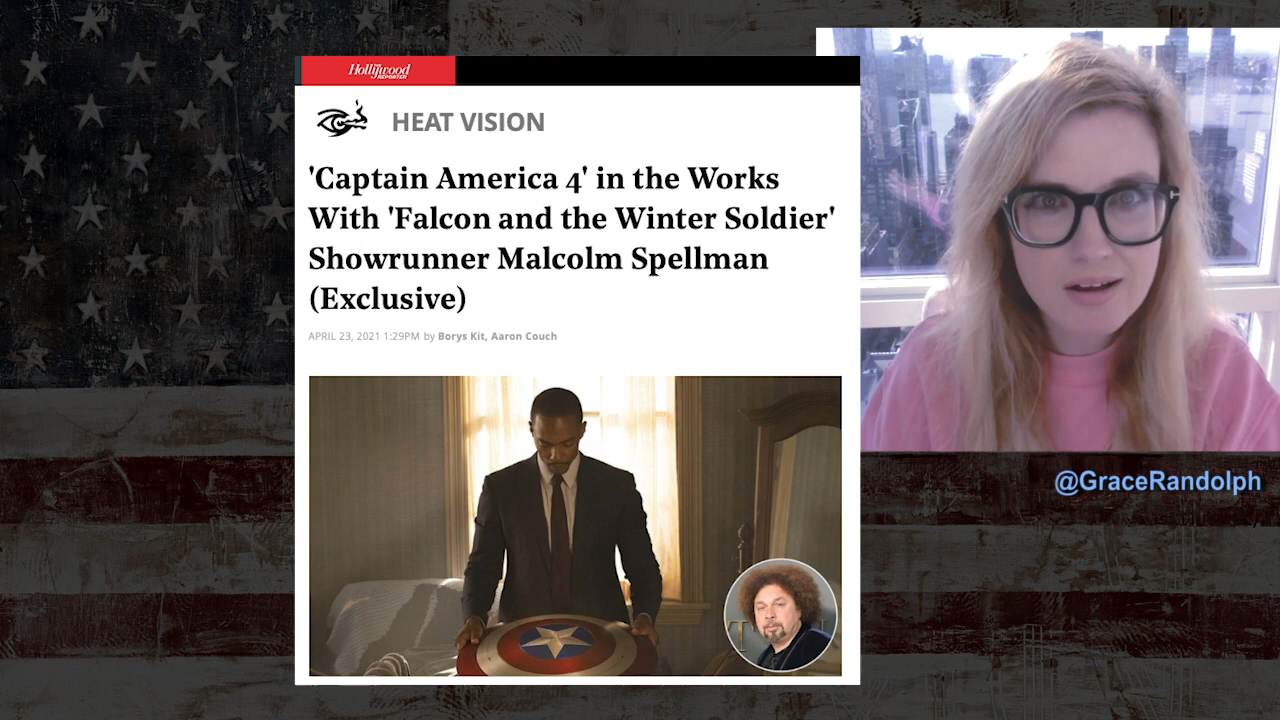 Hollywood
REPORTER
HEAT VISION
'Captain America 4' in the Works
With 'Falcon and the Winter Soldier'
Showrunner Malcolm Spellman
(Exclusive)
APRIL 23, 2021 1:29PM by Borys Kit, Aaron Couch
@GraceRandolph